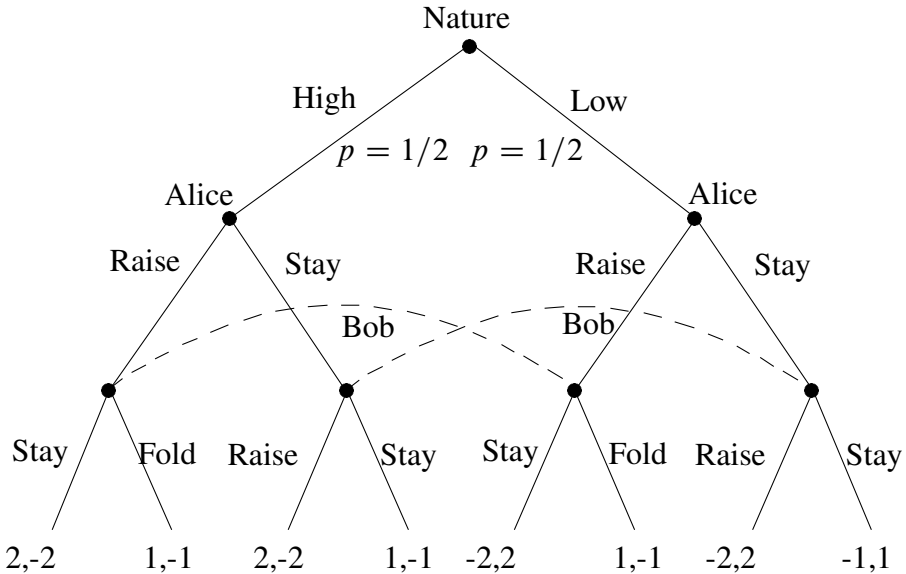 Nature
High
Low
p = 1/2 p = 1/2
Alice
Alice
Raise
Stay
Raise
Stay
Bob
Bob
Stay
Fold
Raise
Stay
Stay
Fold
Raise
Stay
2,-2
1,-1
2,-2
1,-1
-2,2
1,-1
-2,2
-1,1